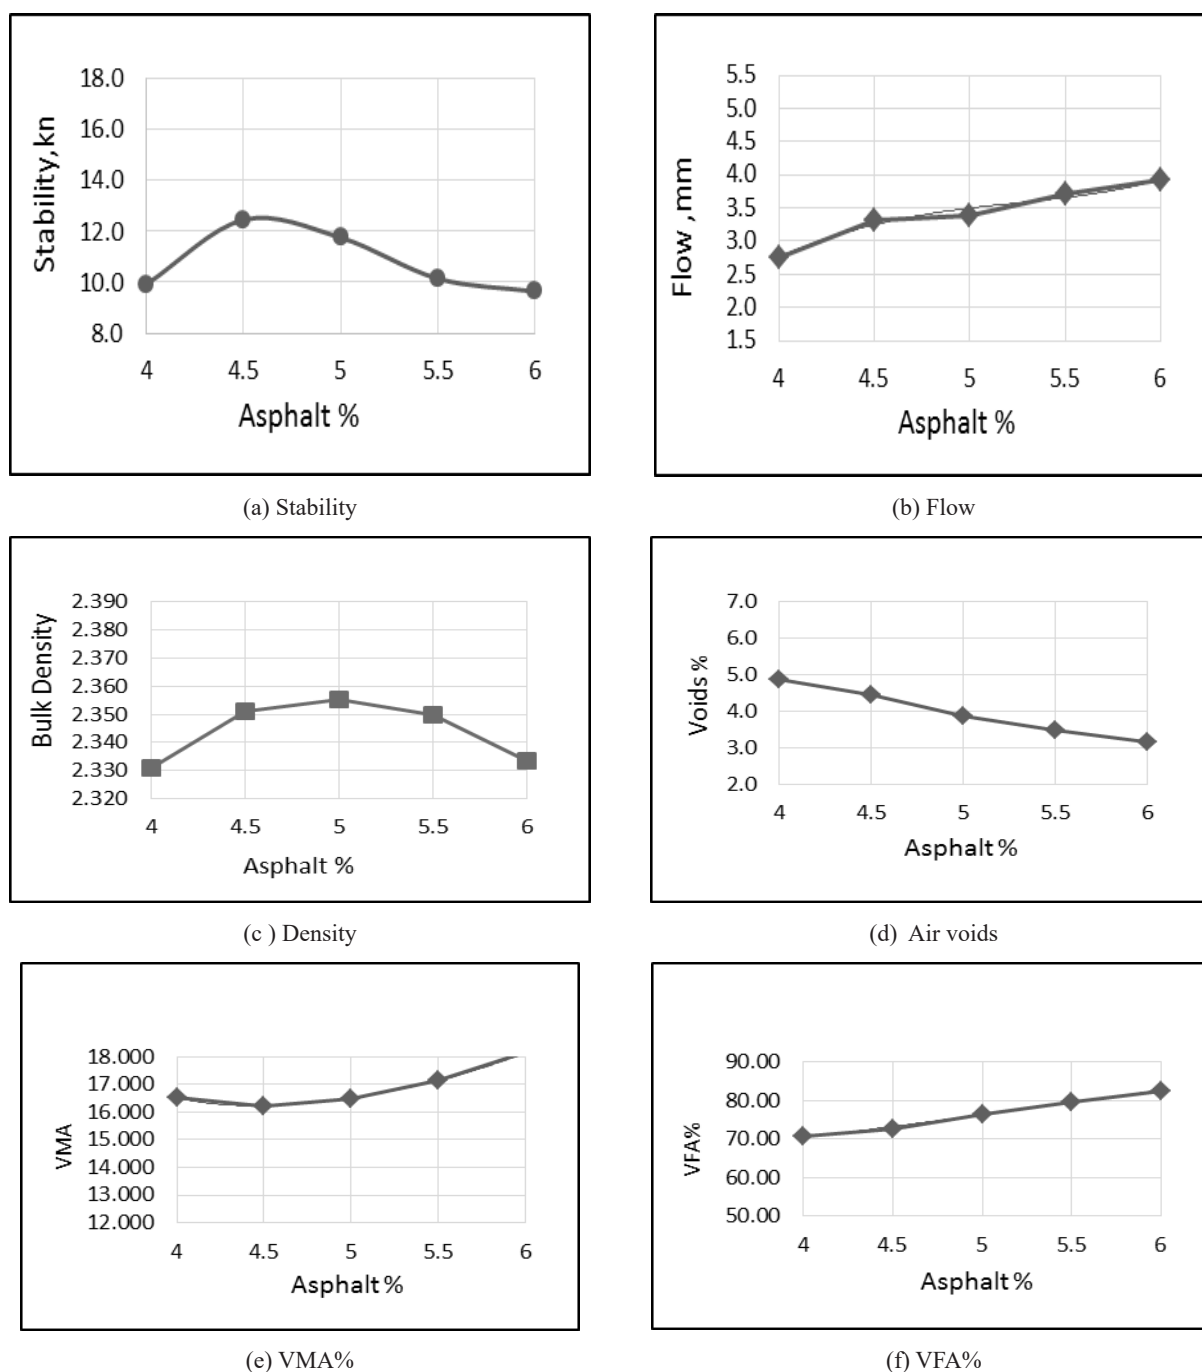 18.0
16.0
14.0
12.0
10.0
8.0
Stability,kn
4 4.5 5 5.5 6
Asphalt %
(a) Stability
5.5
5.0
4.5
4.0
3.5
3.0
2.5
2.0
1.5
Flow ,mm
4 4.5 5 5.5 6
Asphalt %
(b) Flow
2.390
2.380
2.370
2.360
2.350
2.340
2.330
2.320
Bulk Density
4 4.5 5 5.5 6
Asphalt %
(c ) Density
7.0
6.0
5.0
4.0
3.0
2.0
Voids %
4 4.5 5 5.5 6
Asphalt %
(d) Air voids
18.000
17.000
16.000
15.000
14.000
13.000
12.000
VMA
4 4.5 5 5.5 6
Asphalt %
(e) VMA%
90.00
80.00
70.00
60.00
50.00
VFA%
4 4.5 5 5.5 6
Asphalt %
(f) VFA%